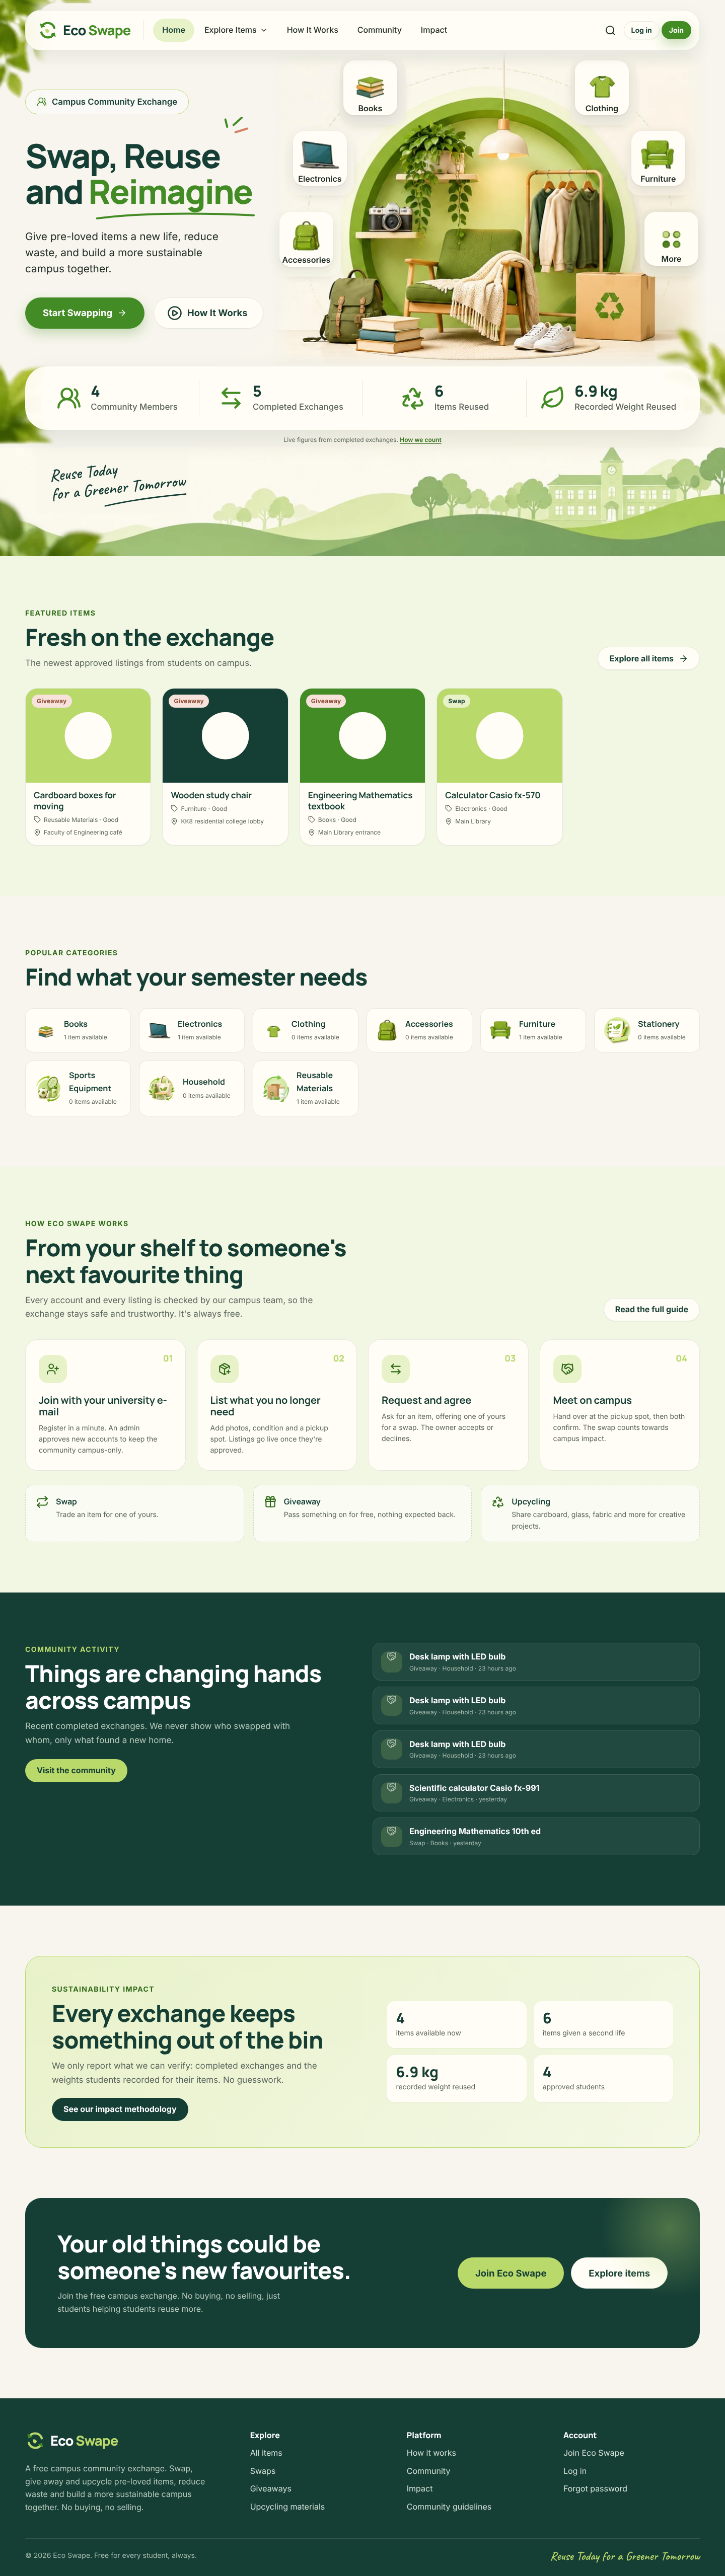 Eco Swape
Home
Explore Items
How It Works
Community
Impact
Log in
Join
Campus Community Exchange
Swap, Reuse
and Reimagine
Give pre-loved items a new life, reduce
waste, and build a more sustainable
campus together.
Start Swapping
How It Works
Books
Clothing
Electronics
Furniture
Accessories
More
4
Community Members
5
Completed Exchanges
6
Items Reused
6.9 kg
Recorded Weight Reused
Live figures from completed exchanges. How we count
Reuse Today
for a Greener Tomorrow
FEATURED ITEMS
Fresh on the exchange
The newest approved listings from students on campus.
Explore all items
Giveaway
Cardboard boxes for
moving
Reusable Materials · Good
Faculty of Engineering café
Giveaway
Wooden study chair
Furniture · Good
KK8 residential college lobby
Giveaway
Engineering Mathematics
textbook
Books · Good
Main Library entrance
Swap
Calculator Casio fx-570
Electronics · Good
Main Library
POPULAR CATEGORIES
Find what your semester needs
Books
1 item available
Electronics
1 item available
Clothing
0 items available
Accessories
0 items available
Furniture
1 item available
Stationery
0 items available
Sports
Equipment
0 items available
Household
0 items available
Reusable
Materials
1 item available
HOW ECO SWAPE WORKS
From your shelf to someone's
next favourite thing
Every account and every listing is checked by our campus team, so the
exchange stays safe and trustworthy. It's always free.
Read the full guide
01
Join with your university e-
mail
Register in a minute. An admin
approves new accounts to keep the
community campus-only.
02
List what you no longer
need
Add photos, condition and a pickup
spot. Listings go live once they're
approved.
03
Request and agree
Ask for an item, offering one of yours
for a swap. The owner accepts or
declines.
04
Meet on campus
Hand over at the pickup spot, then both
confirm. The swap counts towards
campus impact.
Swap
Trade an item for one of yours.
Giveaway
Pass something on for free, nothing expected back.
Upcycling
Share cardboard, glass, fabric and more for creative
projects.
COMMUNITY ACTIVITY
Things are changing hands
across campus
Recent completed exchanges. We never show who swapped with
whom, only what found a new home.
Visit the community
Desk lamp with LED bulb
Giveaway · Household · 23 hours ago
Desk lamp with LED bulb
Giveaway · Household · 23 hours ago
Desk lamp with LED bulb
Giveaway · Household · 23 hours ago
Scientific calculator Casio fx-991
Giveaway · Electronics · yesterday
Engineering Mathematics 10th ed
Swap · Books · yesterday
SUSTAINABILITY IMPACT
Every exchange keeps
something out of the bin
We only report what we can verify: completed exchanges and the
weights students recorded for their items. No guesswork.
See our impact methodology
4
items available now
6
items given a second life
6.9 kg
recorded weight reused
4
approved students
Your old things could be
someone's new favourites.
Join the free campus exchange. No buying, no selling, just
students helping students reuse more.
Join Eco Swape
Explore items
Eco Swape
A free campus community exchange. Swap,
give away and upcycle pre-loved items, reduce
waste and build a more sustainable campus
together. No buying, no selling.
Explore
All items
Swaps
Giveaways
Upcycling materials
Platform
How it works
Community
Impact
Community guidelines
Account
Join Eco Swape
Log in
Forgot password
© 2026 Eco Swape. Free for every student, always.
Reuse Today for a Greener Tomorrow